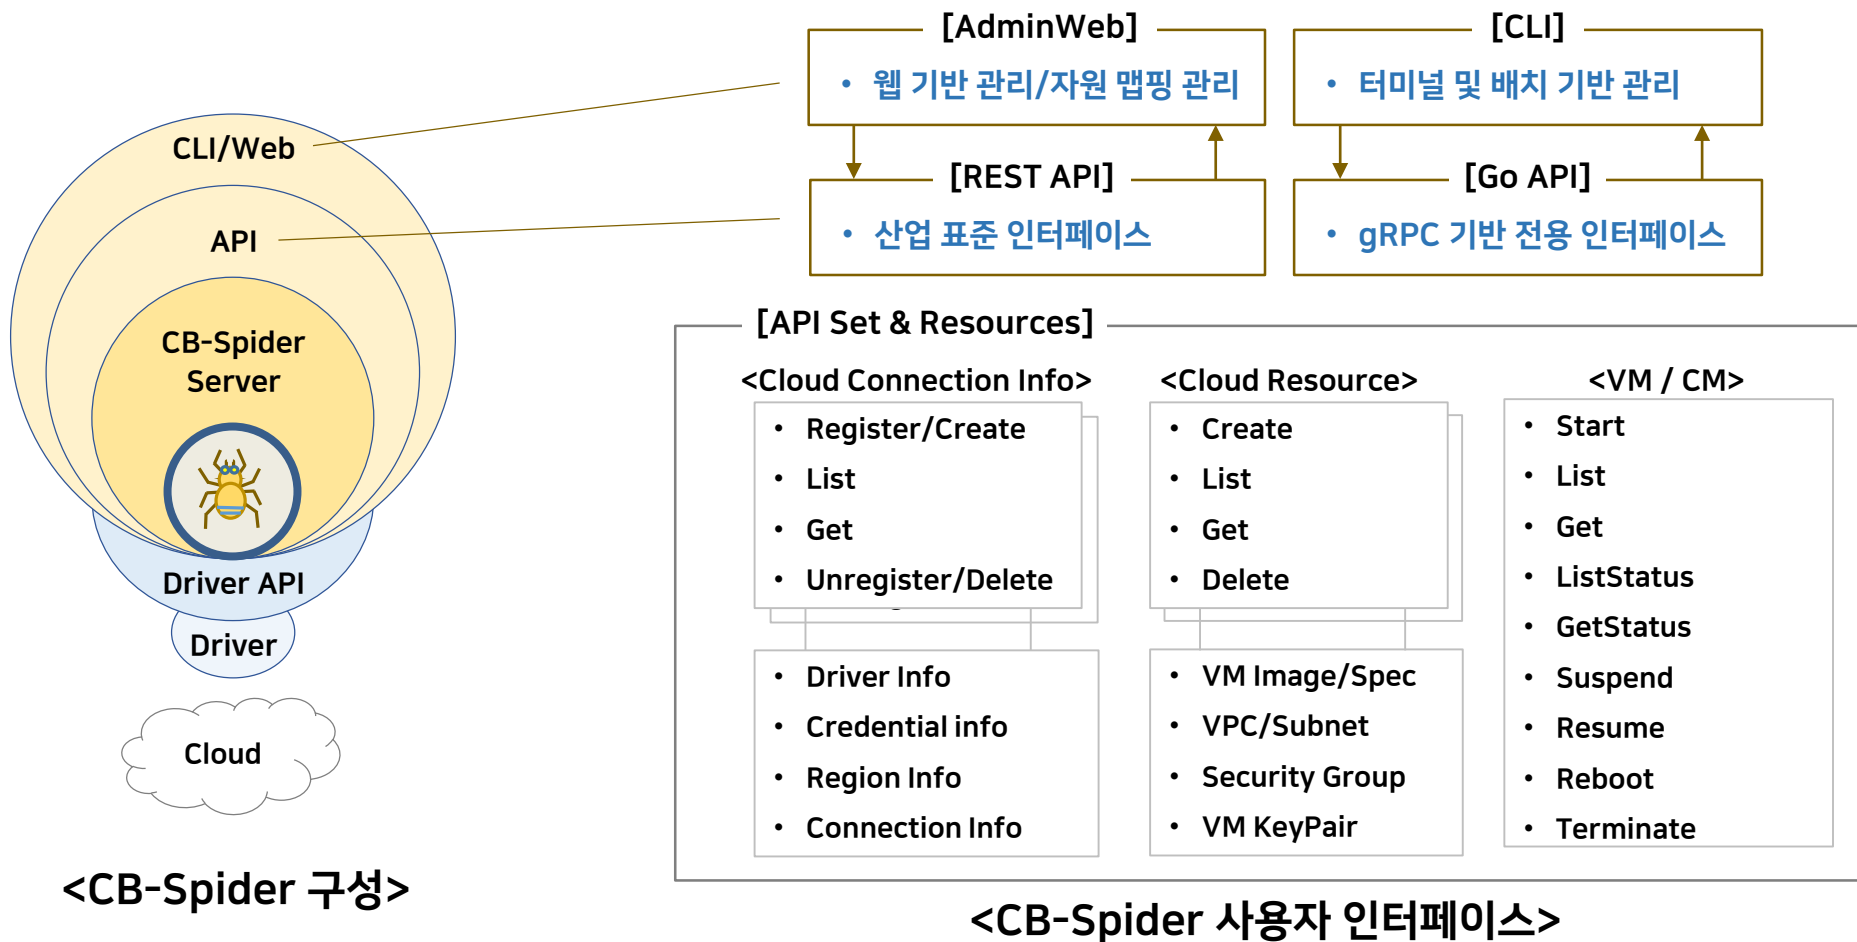 CLI/Web
API
CB-Spider
Server
Driver API
Driver
Cloud
<CB-Spider 구성>
[AdminWeb]
• 웹 기반 관리/자원 맵핑 관리
[CLI]
• 터미널 및 배치 기반 관리
[REST API]
• 산업 표준 인터페이스
[Go API]
• gRPC 기반 전용 인터페이스
[API Set & Resources]
<Cloud Connection Info>
• Register/Create
• List
• Get
• Unregister/Delete
• Driver Info
• Credential info
• Region Info
• Connection Info
<Cloud Resource>
• Create
• List
• Get
• Delete
• VM Image/Spec
• VPC/Subnet
• Security Group
• VM KeyPair
<VM / CM>
• Start
• List
• Get
• ListStatus
• GetStatus
• Suspend
• Resume
• Reboot
• Terminate
<CB-Spider 사용자 인터페이스>